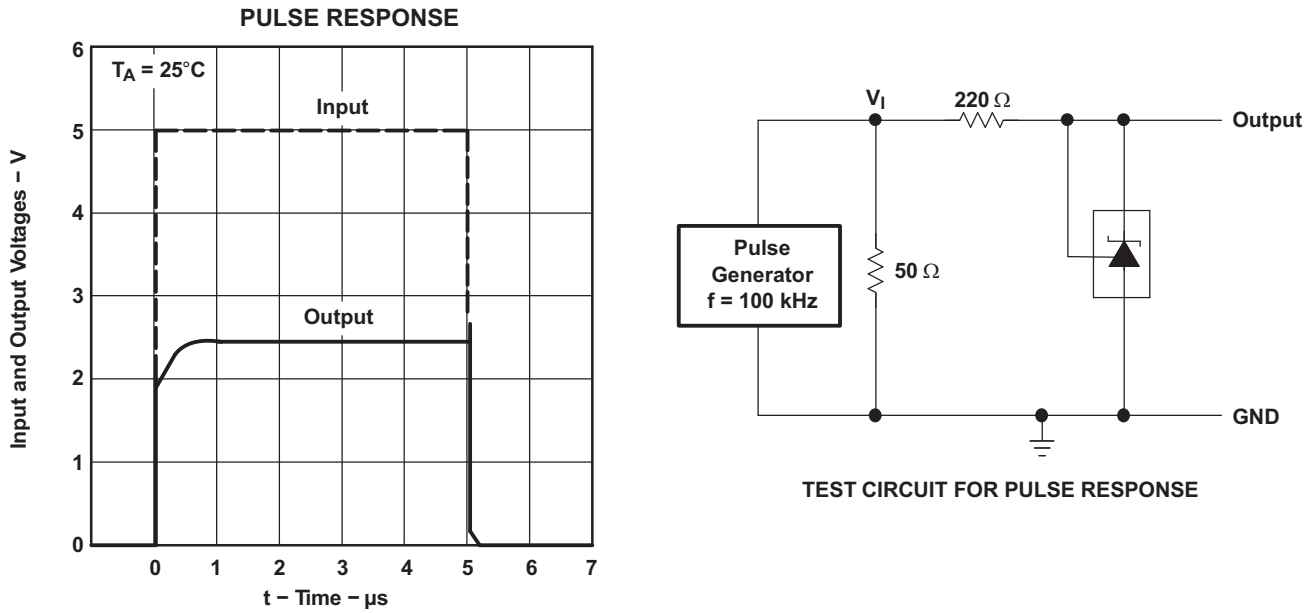 PULSE RESPONSE
Input and Output Voltages – V
6
5
4
3
2
1
0
T_A = 25°C
Input
Output
0 1 2 3 4 5 6 7
t – Time – µs
V_I
220 Ω
Output
Pulse
Generator
f = 100 kHz
50 Ω
GND
TEST CIRCUIT FOR PULSE RESPONSE